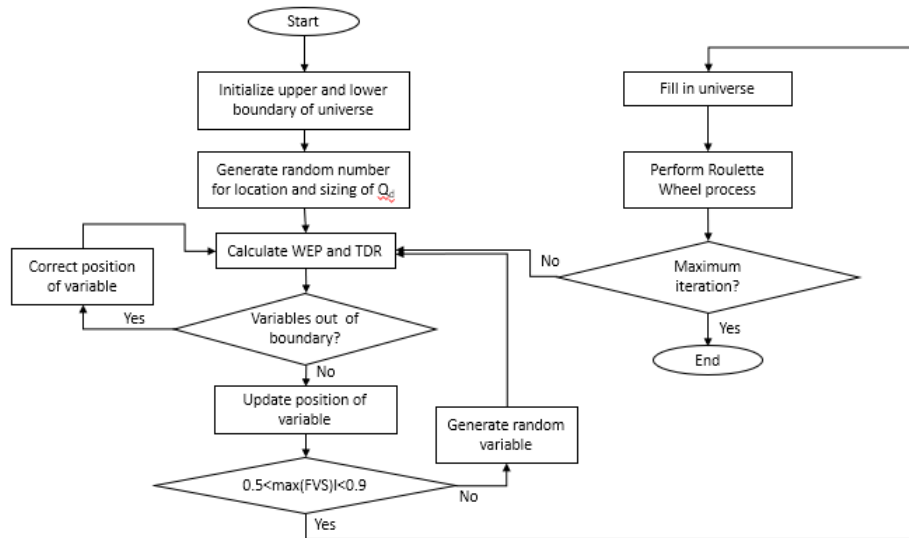 Start
Initialize upper and lower
boundary of universe
Generate random number
for location and sizing of Qd
Calculate WEP and TDR
Correct position
of variable
Yes
Variables out of
boundary?
No
Update position of
variable
Generate random
variable
0.5<max(FVS)l<0.9
No
Yes
Fill in universe
Perform Roulette
Wheel process
No
Maximum
iteration?
Yes
End